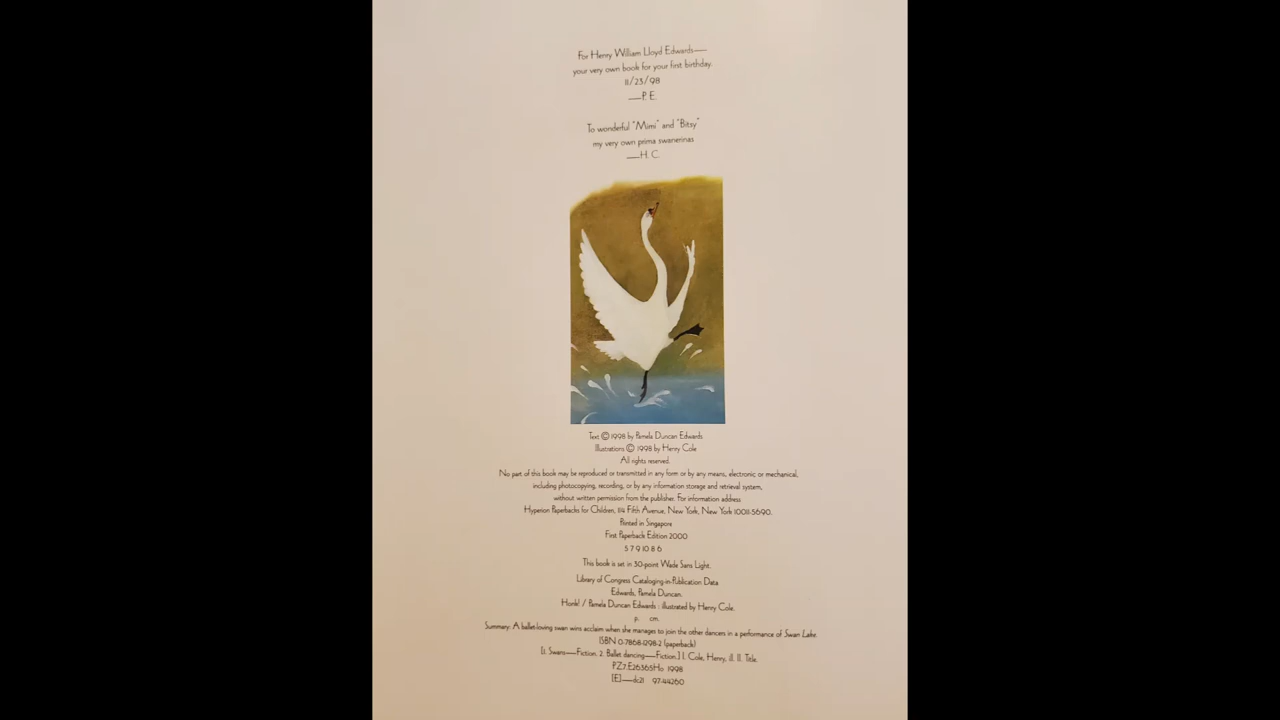 For Henry William Lloyd Edwards—
your very own book for your first birthday.
11/23/98
—P. E.
To wonderful "Mimi" and "Bitsy"
my very own prima swanerinas
—H. C.
Text © 1998 by Pamela Duncan Edwards
Illustrations © 1998 by Henry Cole
All rights reserved.
No part of this book may be reproduced or transmitted in any form or by any means, electronic or mechanical,
including photocopying, recording, or by any information storage and retrieval system,
without written permission from the publisher. For information address
Hyperion Paperbacks for Children, 114 Fifth Avenue, New York, New York 10011-5690.
Printed in Singapore
First Paperback Edition 2000
5 7 9 10 8 6
This book is set in 30-point Wade Sans Light.
Library of Congress Cataloging-in-Publication Data
Edwards, Pamela Duncan.
Honk! / Pamela Duncan Edwards : illustrated by Henry Cole.
p. cm.
Summary: A ballet-loving swan wins acclaim when she manages to join the other dancers in a performance of Swan Lake.
ISBN 0-7868-1298-2 (paperback)
[1. Swans—Fiction. 2. Ballet dancing—Fiction.] I. Cole, Henry, ill. II. Title.
PZ7.E26365Ho 1998
[E]—dc21 97-44260